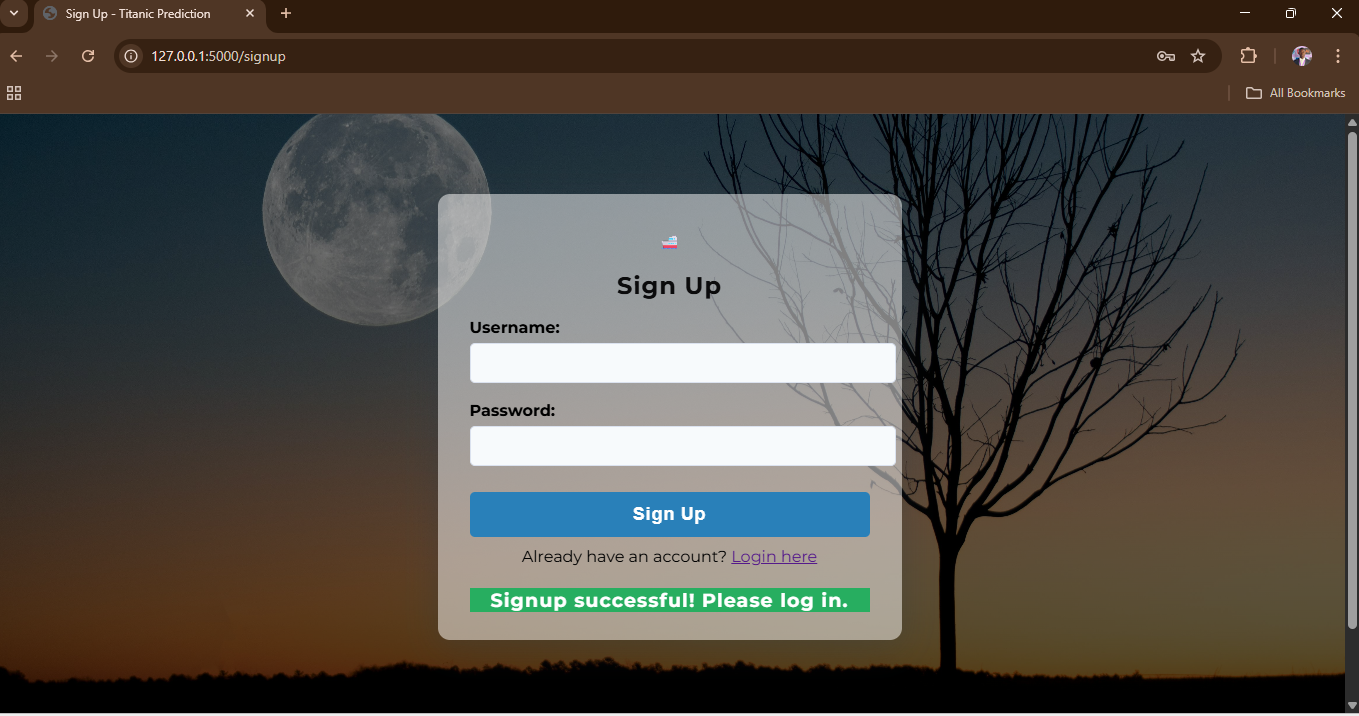 Sign Up - Titanic Prediction
127.0.0.1:5000/signup
All Bookmarks
Sign Up
Username:
Password:
Sign Up
Already have an account? Login here
Signup successful! Please log in.